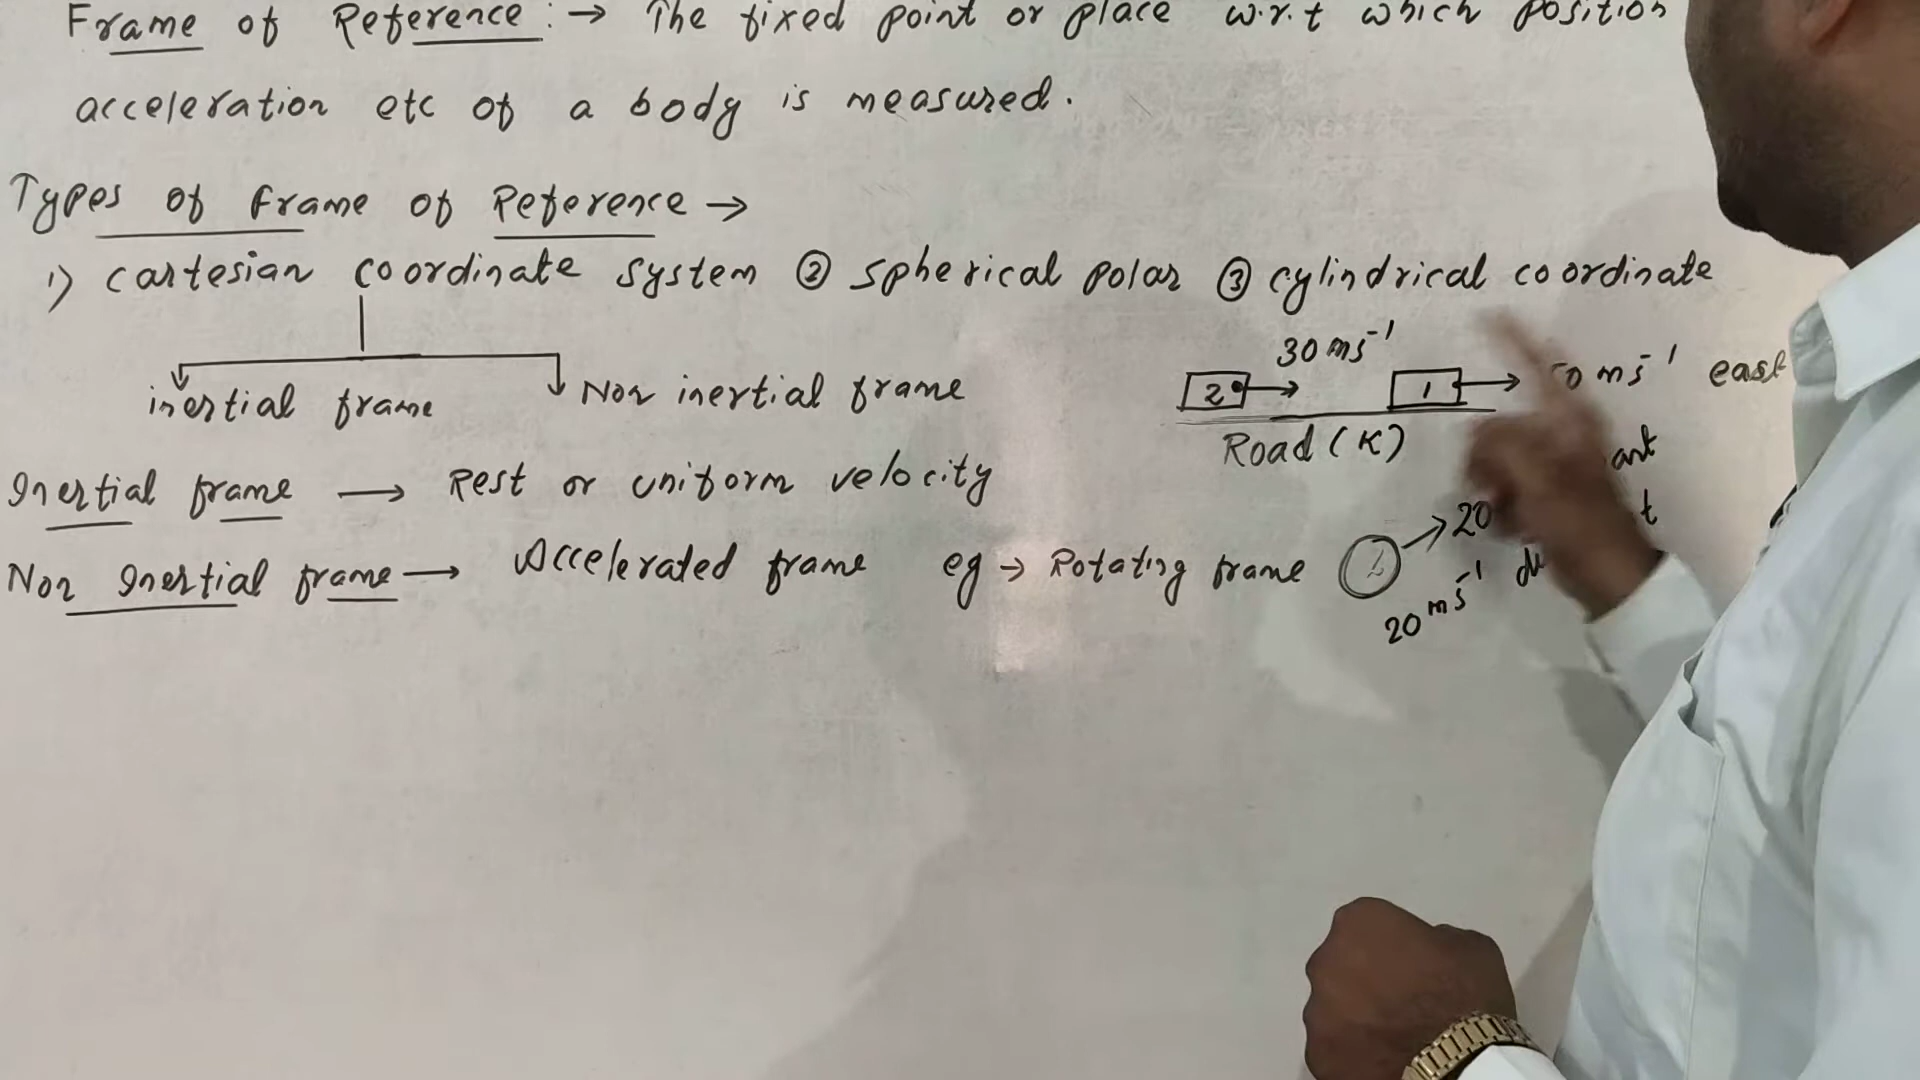 Frame of Reference :→ The fixed point or place w.r.t which position
acceleration etc of a body is measured.
Types of Frame of Reference →
1) Cartesian coordinate system ② Spherical polar ③ cylindrical coordinate
30 ms⁻¹
2 1 0 ms⁻¹ east
inertial frame Non inertial frame
Road (K)
Inertial frame → Rest or uniform velocity
20
Non Inertial frame → Accelerated frame eg → Rotating frame
20 ms⁻¹